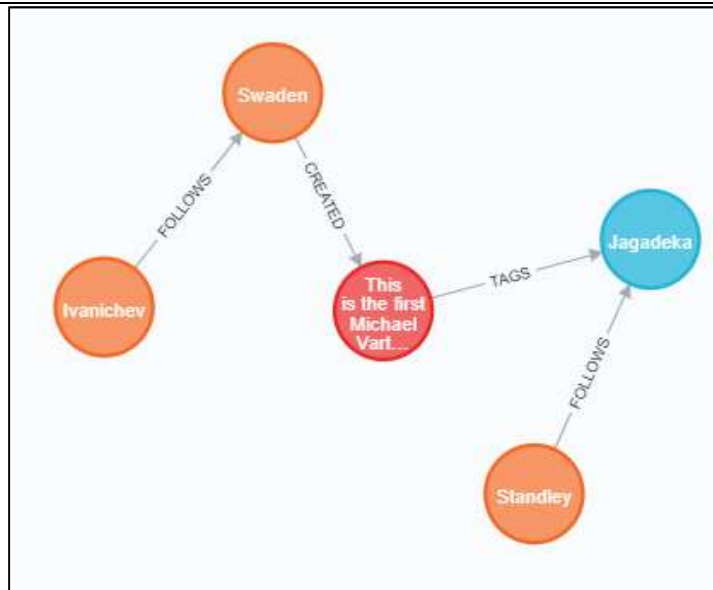 Swaden
FOLLOWS
CREATED
Jagadeka
Ivanichev
This
is the first
Michael
Vart...
TAGS
FOLLOWS
Standley